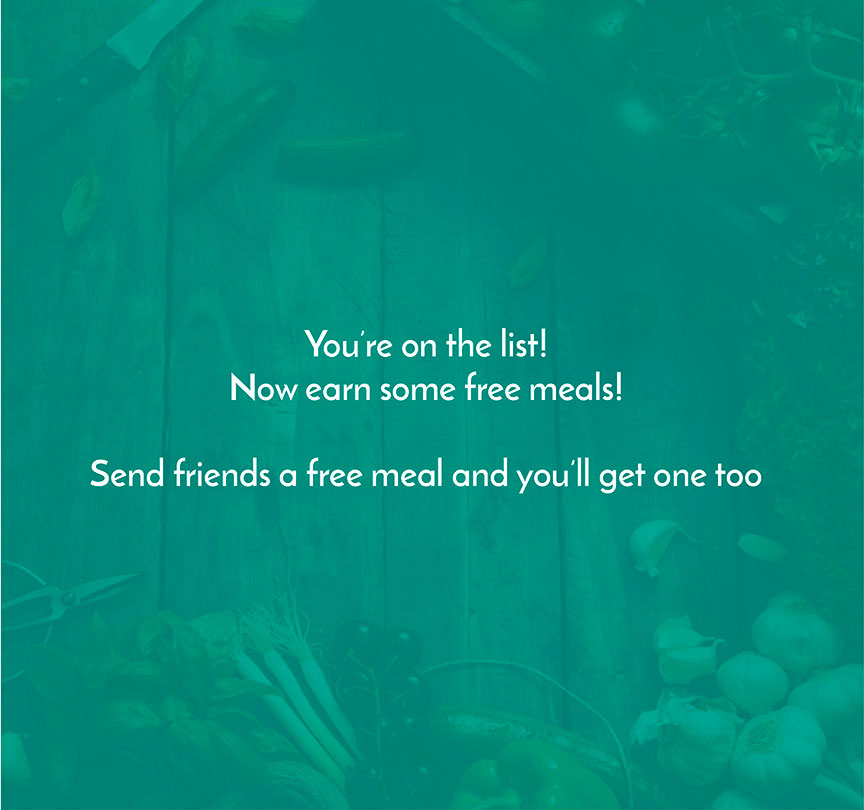 You're on the list!
Now earn some free meals!
Send friends a free meal and you'll get one too